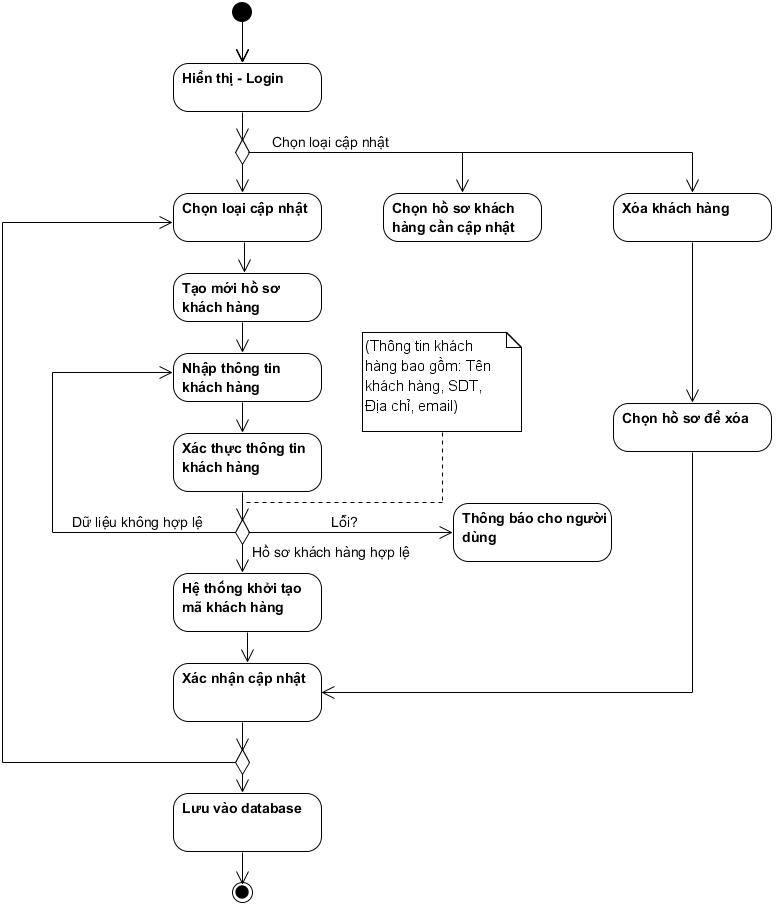 Hiển thị - Login
Chọn loại cập nhật
Chọn loại cập nhật
Chọn hồ sơ khách
hàng cần cập nhật
Xóa khách hàng
Tạo mới hồ sơ
khách hàng
Nhập thông tin
khách hàng
(Thông tin khách
hàng bao gồm: Tên
khách hàng, SDT,
Địa chỉ, email)
Chọn hồ sơ để xóa
Xác thực thông tin
khách hàng
Dữ liệu không hợp lệ
Lỗi?
Thông báo cho người
dùng
Hồ sơ khách hàng hợp lệ
Hệ thống khởi tạo
mã khách hàng
Xác nhận cập nhật
Lưu vào database